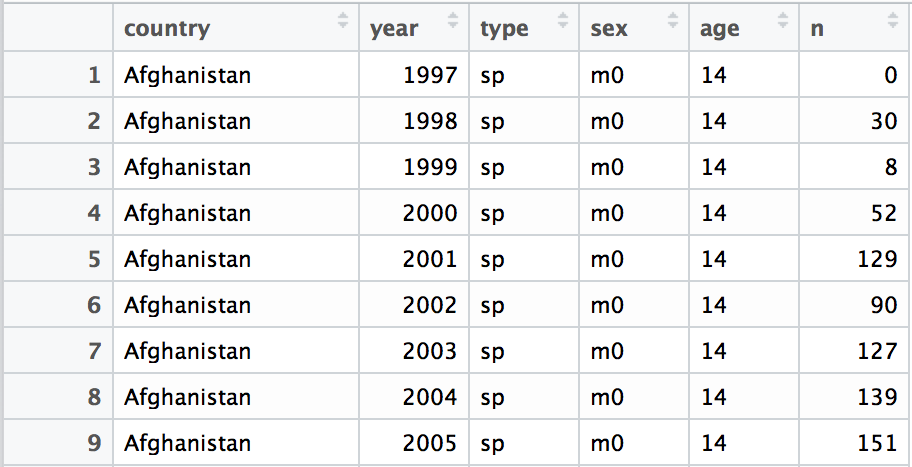 country year type sex age n
1 Afghanistan 1997 sp m0 14 0
2 Afghanistan 1998 sp m0 14 30
3 Afghanistan 1999 sp m0 14 8
4 Afghanistan 2000 sp m0 14 52
5 Afghanistan 2001 sp m0 14 129
6 Afghanistan 2002 sp m0 14 90
7 Afghanistan 2003 sp m0 14 127
8 Afghanistan 2004 sp m0 14 139
9 Afghanistan 2005 sp m0 14 151